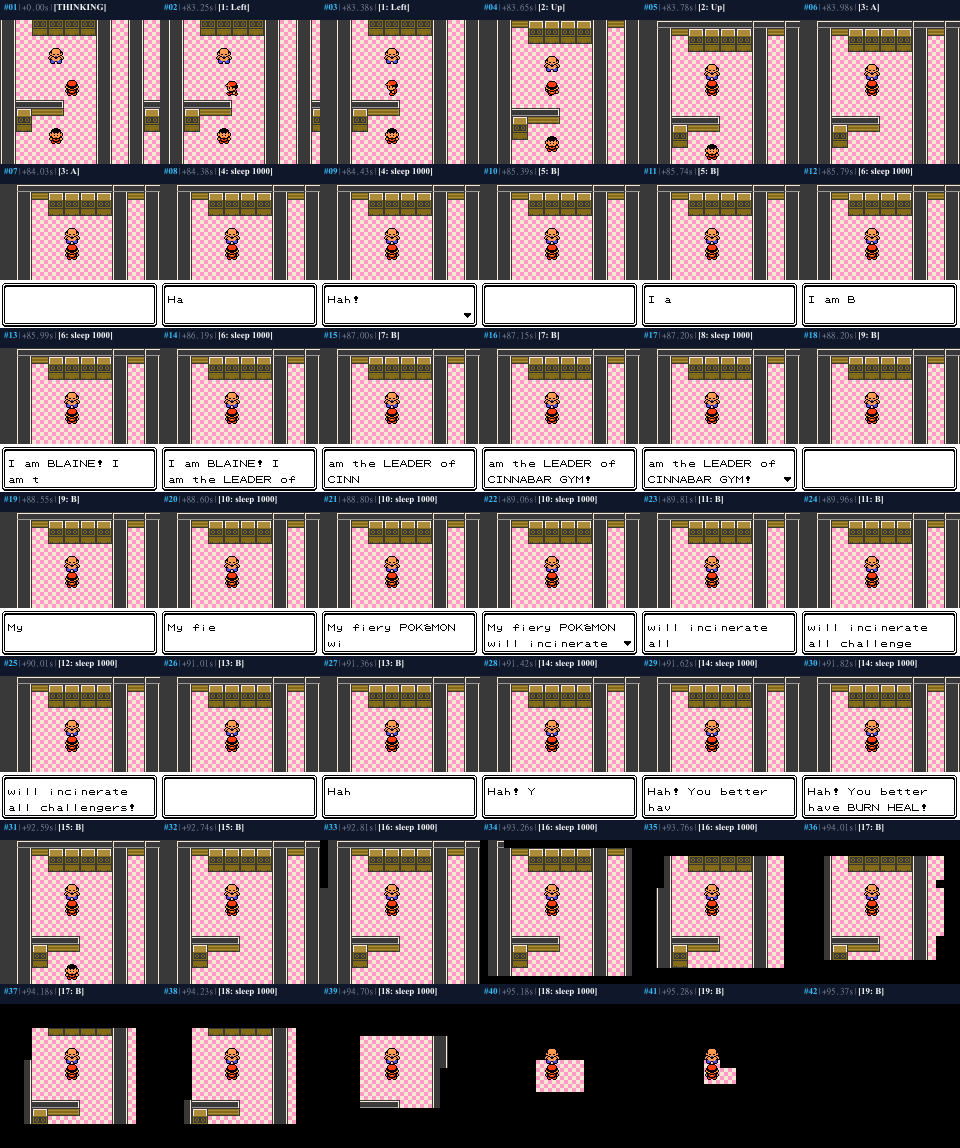 #01|+0.00s|[THINKING]
#02|+83.25s|[1: Left]
#03|+83.38s|[1: Left]
#04|+83.65s|[2: Up]
#05|+83.78s|[2: Up]
#06|+83.98s|[3: A]
#07|+84.03s|[3: A]
#08|+84.38s|[4: sleep 1000]
#09|+84.43s|[4: sleep 1000]
#10|+85.39s|[5: B]
#11|+85.74s|[5: B]
#12|+85.79s|[6: sleep 1000]
Ha
Hah!
I a
I am B
#13|+85.99s|[6: sleep 1000]
#14|+86.19s|[6: sleep 1000]
#15|+87.00s|[7: B]
#16|+87.15s|[7: B]
#17|+87.20s|[8: sleep 1000]
#18|+88.20s|[9: B]
I am BLAINE! I
am t
I am BLAINE! I
am the LEADER of
am the LEADER of
CINN
am the LEADER of
CINNABAR GYM!
am the LEADER of
CINNABAR GYM!
#19|+88.55s|[9: B]
#20|+88.60s|[10: sleep 1000]
#21|+88.80s|[10: sleep 1000]
#22|+89.06s|[10: sleep 1000]
#23|+89.81s|[11: B]
#24|+89.96s|[11: B]
My
My fie
My fiery POKéMON
wi
My fiery POKéMON
will incinerate
will incinerate
all
will incinerate
all challenge
#25|+90.01s|[12: sleep 1000]
#26|+91.01s|[13: B]
#27|+91.36s|[13: B]
#28|+91.42s|[14: sleep 1000]
#29|+91.62s|[14: sleep 1000]
#30|+91.82s|[14: sleep 1000]
will incinerate
all challengers!
Hah
Hah! Y
Hah! You better
hav
Hah! You better
have BURN HEAL!
#31|+92.59s|[15: B]
#32|+92.74s|[15: B]
#33|+92.81s|[16: sleep 1000]
#34|+93.26s|[16: sleep 1000]
#35|+93.76s|[16: sleep 1000]
#36|+94.01s|[17: B]
#37|+94.18s|[17: B]
#38|+94.23s|[18: sleep 1000]
#39|+94.70s|[18: sleep 1000]
#40|+95.18s|[18: sleep 1000]
#41|+95.28s|[19: B]
#42|+95.37s|[19: B]